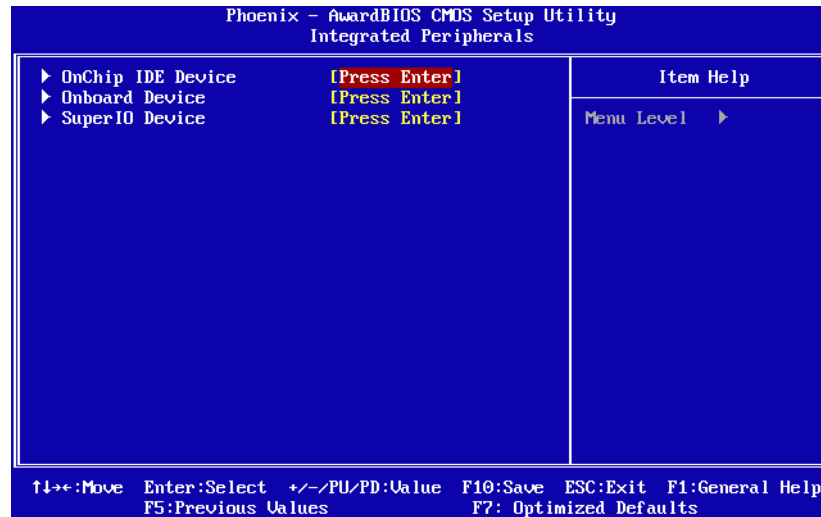 Phoenix - AwardBIOS CMOS Setup Utility
Integrated Peripherals
▶ OnChip IDE Device [Press Enter]
▶ Onboard Device [Press Enter]
▶ SuperIO Device [Press Enter]
Item Help
Menu Level ▶
↑↓→←:Move Enter:Select +/-/PU/PD:Value F10:Save ESC:Exit F1:General Help
F5:Previous Values F7: Optimized Defaults